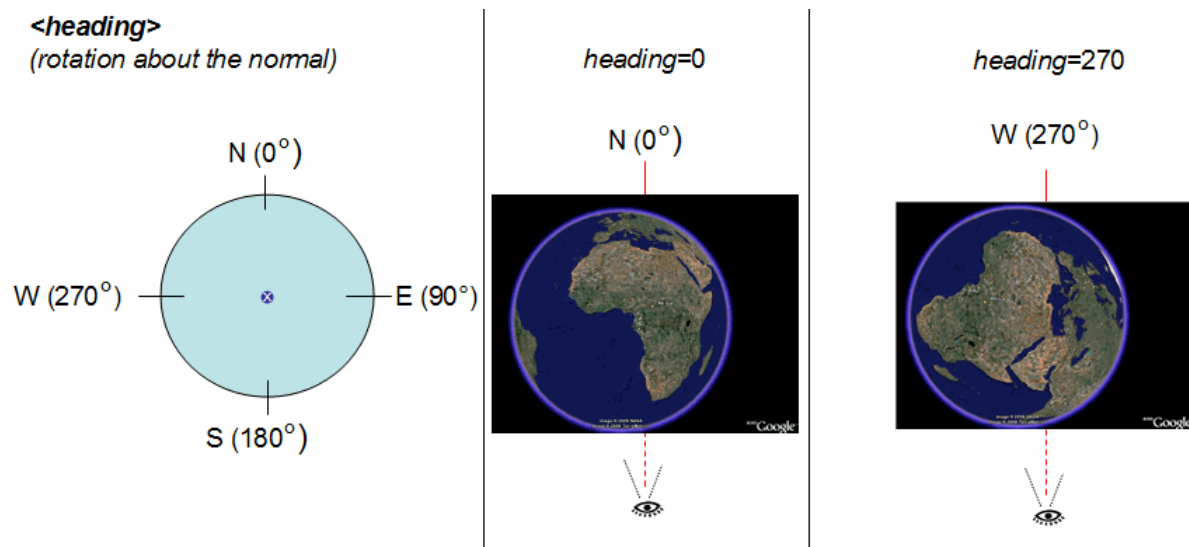 <heading>
(rotation about the normal)
N (0°)
W (270°)
E (90°)
S (180°)
heading=0
N (0°)
Google
heading=270
W (270°)
Google